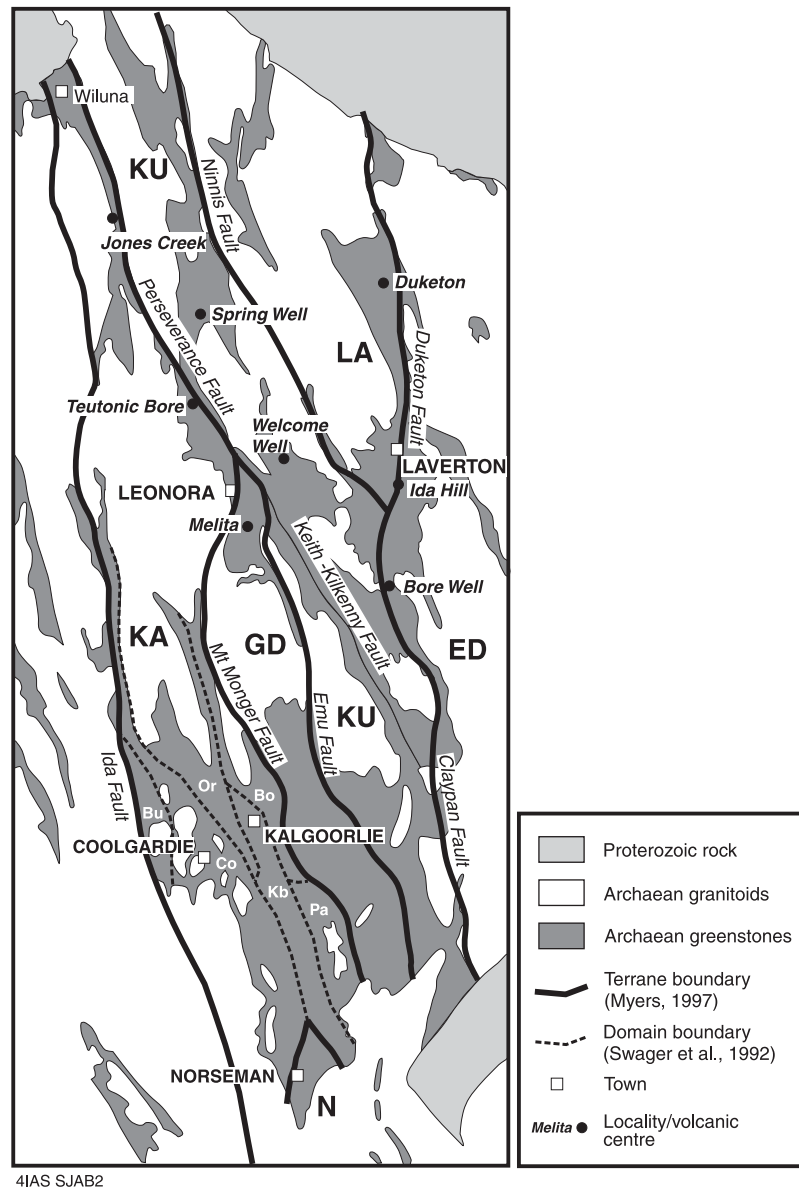 Wiluna
KU
Ninnis Fault
Jones Creek
Duketon
Perseverance Fault
Spring Well
LA
Duketon Fault
Teutonic Bore
Welcome
Well
LAVERTON
LEONORA
Ida Hill
Melita
Keith -Kilkenny Fault
Bore Well
KA
GD
ED
Mt Monger Fault
KU
Emu Fault
Ida Fault
Claypan Fault
Or
Bo
Bu
KALGOORLIE
COOLGARDIE
Co
Kb
Pa
NORSEMAN
N
Proterozoic rock
Archaean granitoids
Archaean greenstones
Terrane boundary
(Myers, 1997)
Domain boundary
(Swager et al., 1992)
Town
Melita
Locality/volcanic
centre
4IAS SJAB2